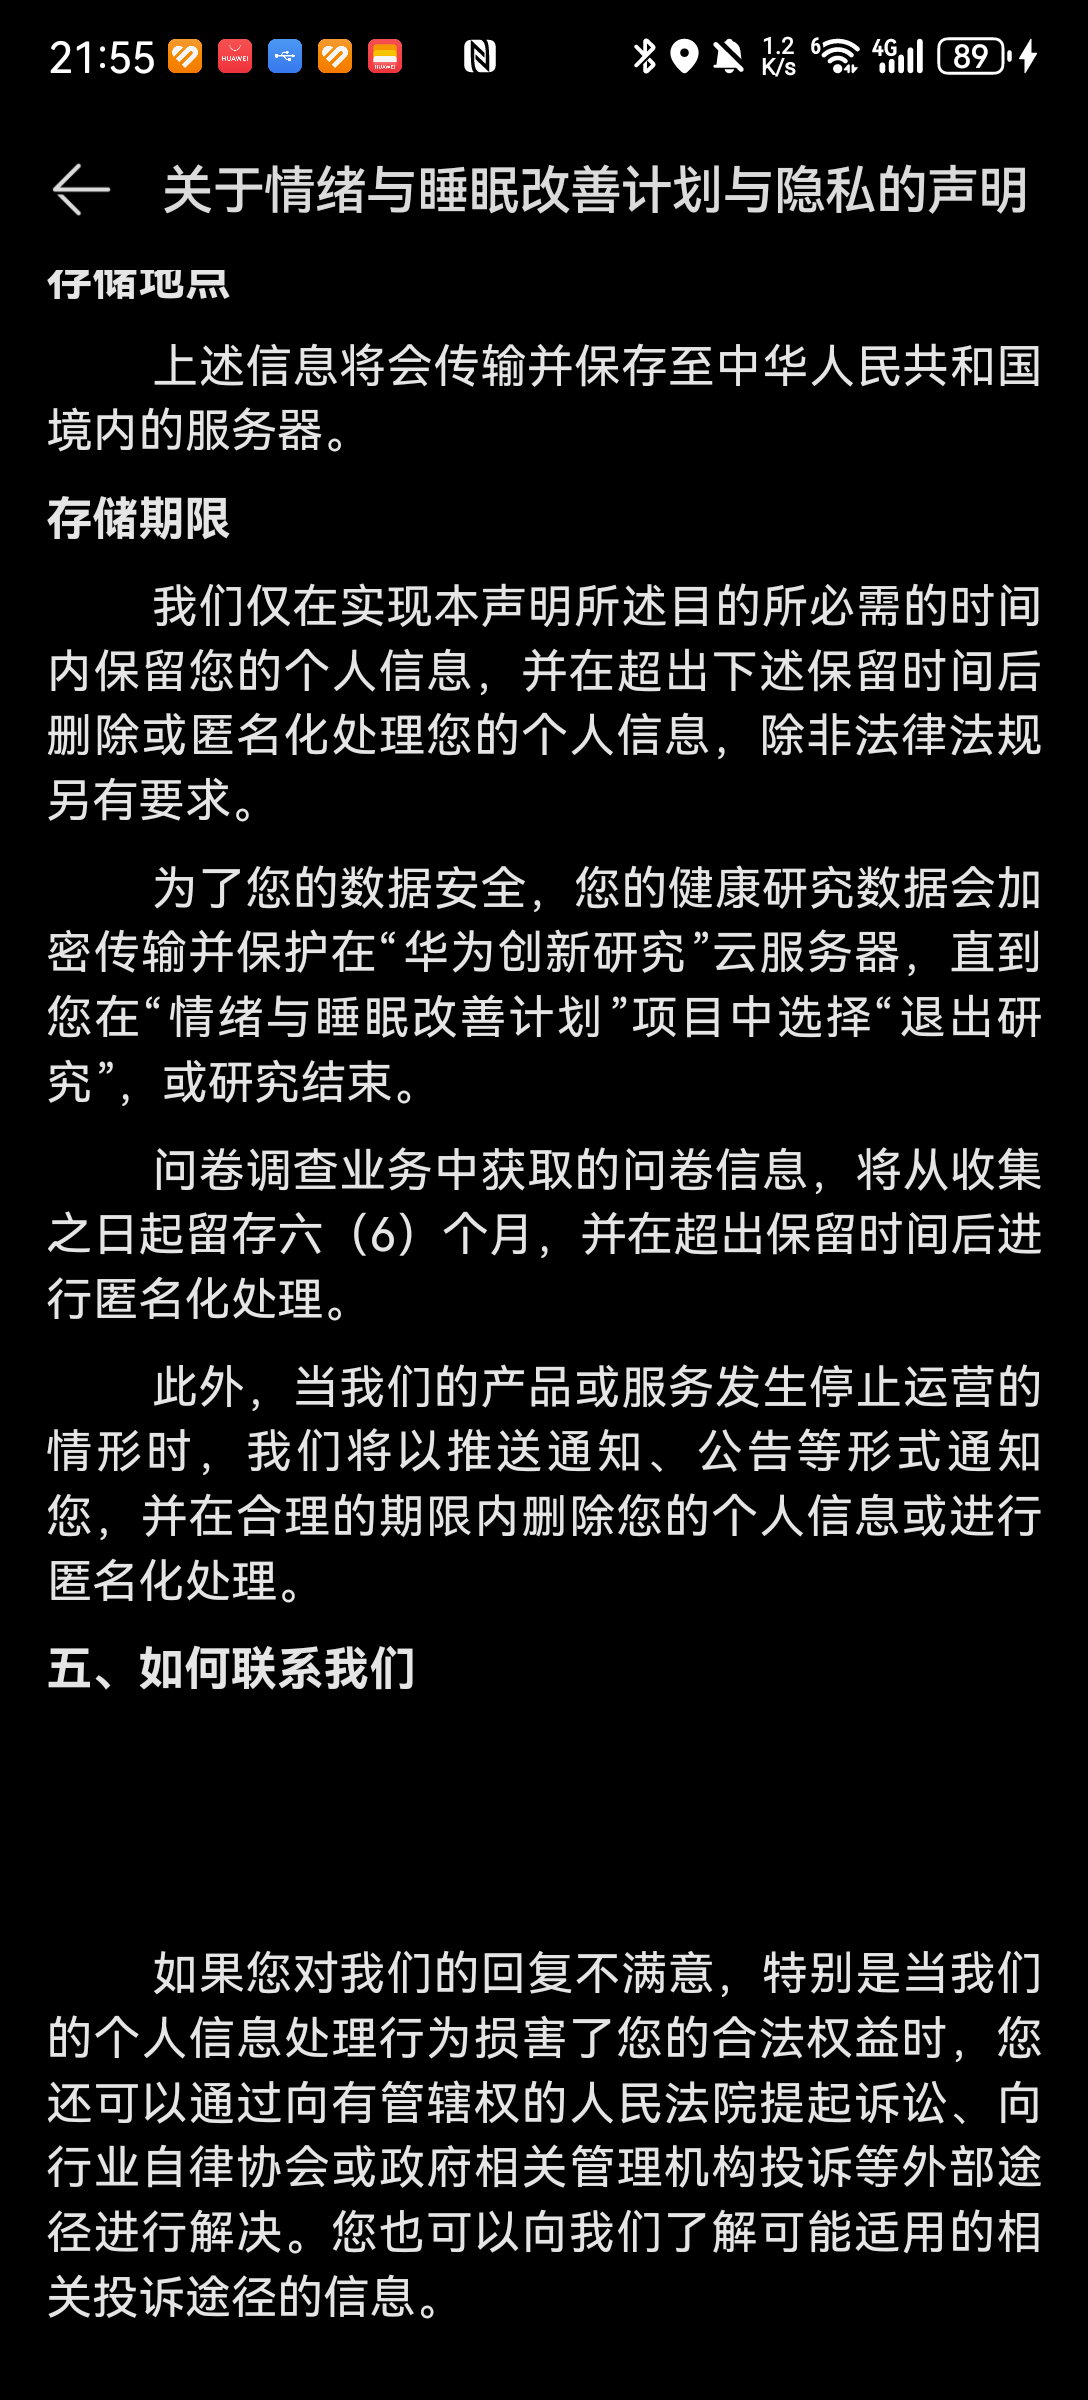 21:55
1.2
K/s
6
4G
89
关于情绪与睡眠改善计划与隐私的声明
存储地点
上述信息将会传输并保存至中华人民共和国
境内的服务器。
存储期限
我们仅在实现本声明所述目的所必需的时间
内保留您的个人信息，并在超出下述保留时间后
删除或匿名化处理您的个人信息，除非法律法规
另有要求。
为了您的数据安全，您的健康研究数据会加
密传输并保护在“华为创新研究”云服务器，直到
您在“情绪与睡眠改善计划”项目中选择“退出研
究”，或研究结束。
问卷调查业务中获取的问卷信息，将从收集
之日起留存六（6）个月，并在超出保留时间后进
行匿名化处理。
此外，当我们的产品或服务发生停止运营的
情形时，我们将以推送通知、公告等形式通知
您，并在合理的期限内删除您的个人信息或进行
匿名化处理。
五、如何联系我们
如果您对我们的回复不满意，特别是当我们
的个人信息处理行为损害了您的合法权益时，您
还可以通过向有管辖权的人民法院提起诉讼、向
行业自律协会或政府相关管理机构投诉等外部途
径进行解决。您也可以向我们了解可能适用的相
关投诉途径的信息。